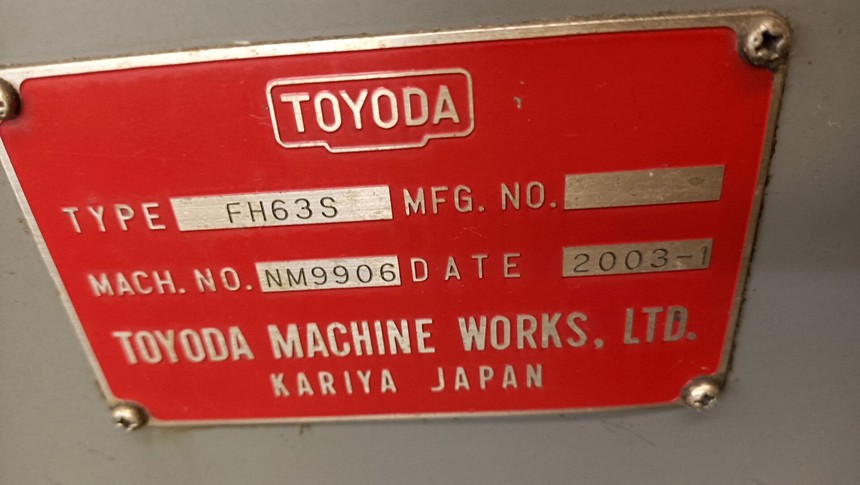 TOYODA
TYPE FH63S MFG. NO.
MACH. NO. NM9906 DATE 2003-1
TOYODA MACHINE WORKS, LTD.
KARIYA JAPAN